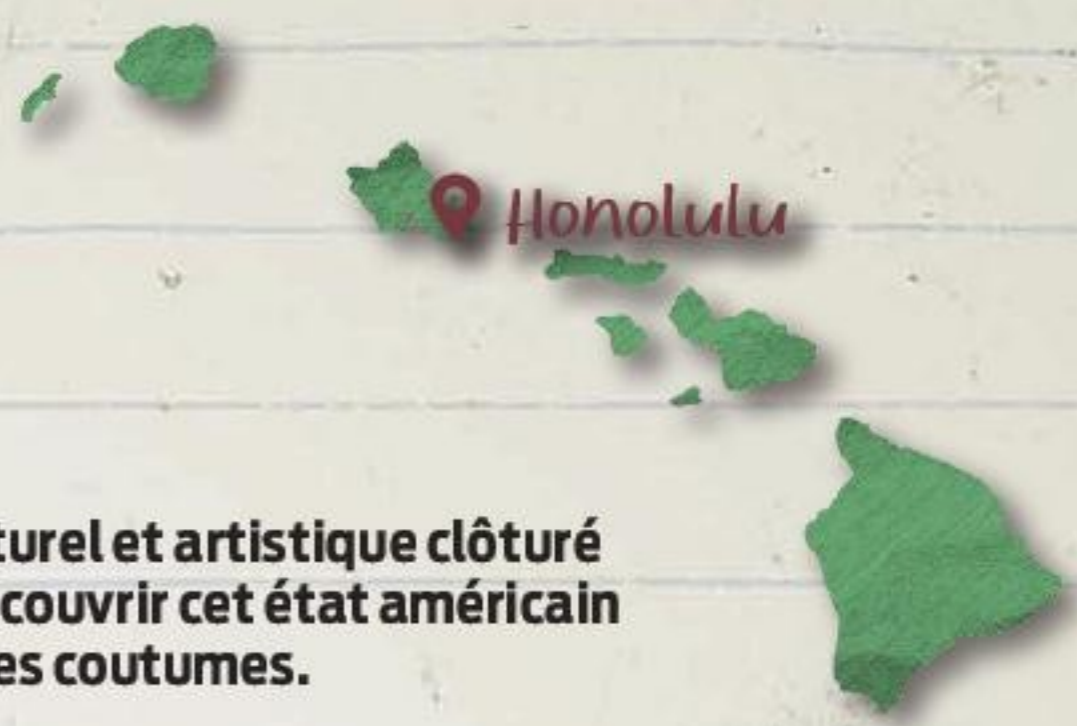 Honolulu
turel et artistique clôturé
couvrir cet état américain
es coutumes.